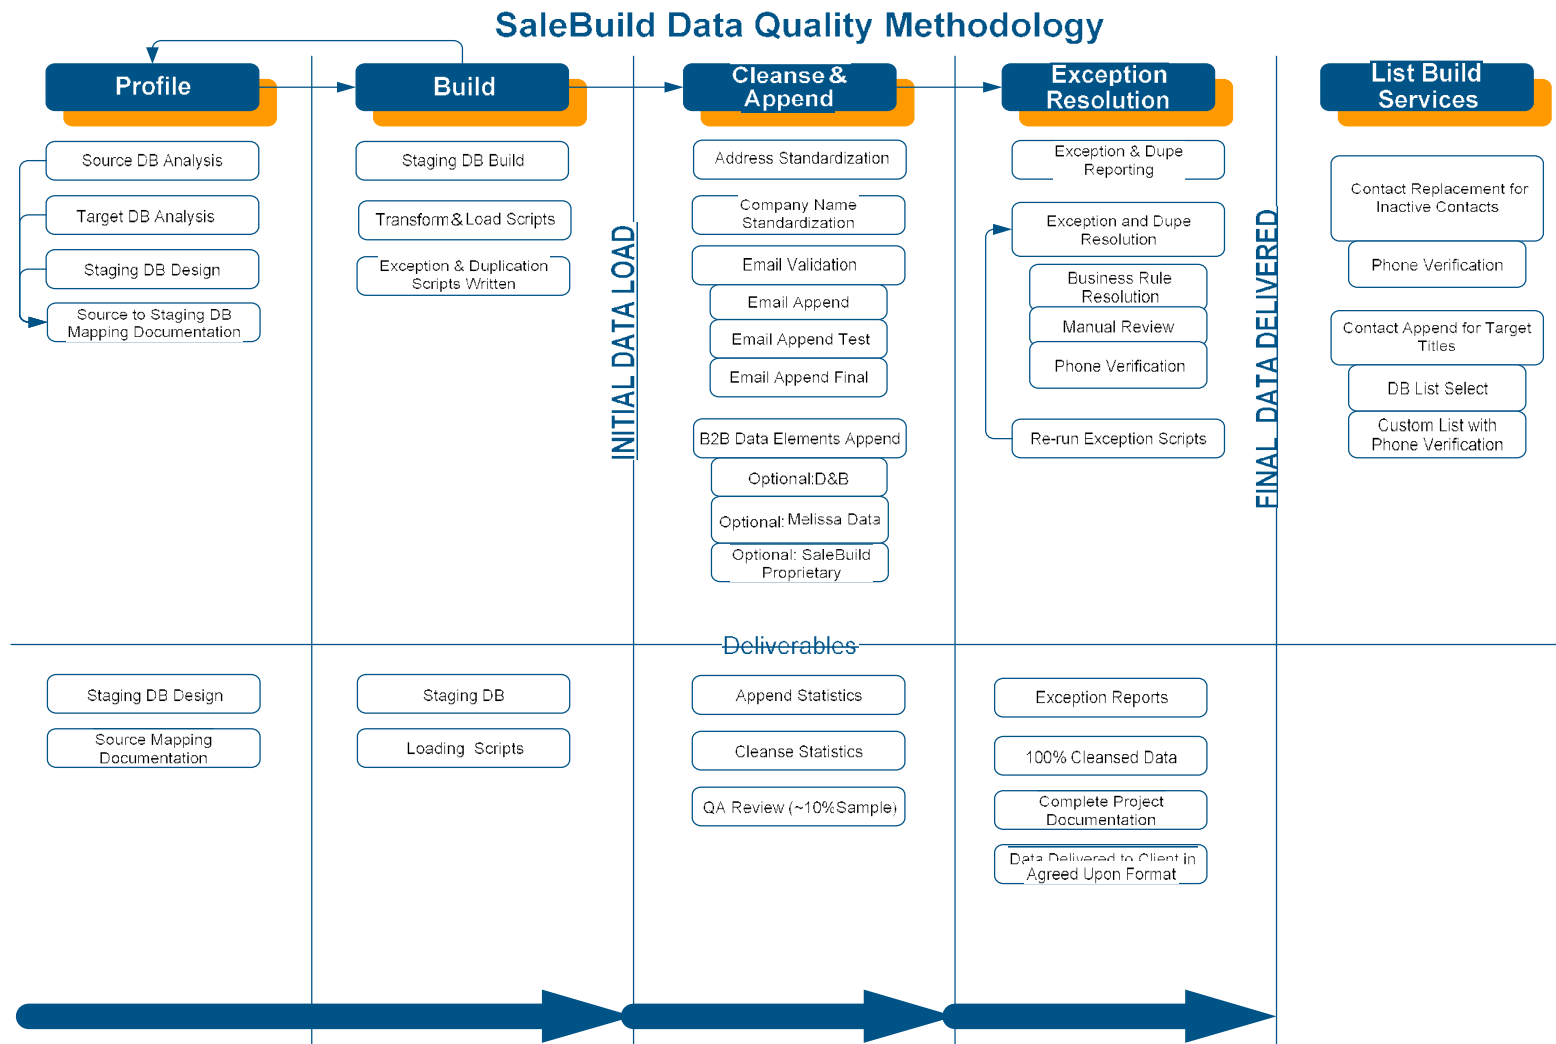 SaleBuild Data Quality Methodology
Profile
Source DB Analysis
Target DB Analysis
Staging DB Design
Source to Staging DB
Mapping Documentation
Build
Staging DB Build
Transform & Load Scripts
Exception & Duplication
Scripts Written
INITIAL DATA LOAD
Cleanse &
Append
Address Standardization
Company Name
Standardization
Email Validation
Email Append
Email Append Test
Email Append Final
B2B Data Elements Append
Optional:D&B
Optional: Melissa Data
Optional: SaleBuild
Proprietary
Exception
Resolution
Exception & Dupe
Reporting
Exception and Dupe
Resolution
Business Rule
Resolution
Manual Review
Phone Verification
Re-run Exception Scripts
FINAL DATA DELIVERED
List Build
Services
Contact Replacement for
Inactive Contacts
Phone Verification
Contact Append for Target
Titles
DB List Select
Custom List with
Phone Verification
Deliverables
Staging DB Design
Source Mapping
Documentation
Staging DB
Loading Scripts
Append Statistics
Cleanse Statistics
QA Review (~10%Sample)
Exception Reports
100% Cleansed Data
Complete Project
Documentation
Data Delivered to Client in
Agreed Upon Format